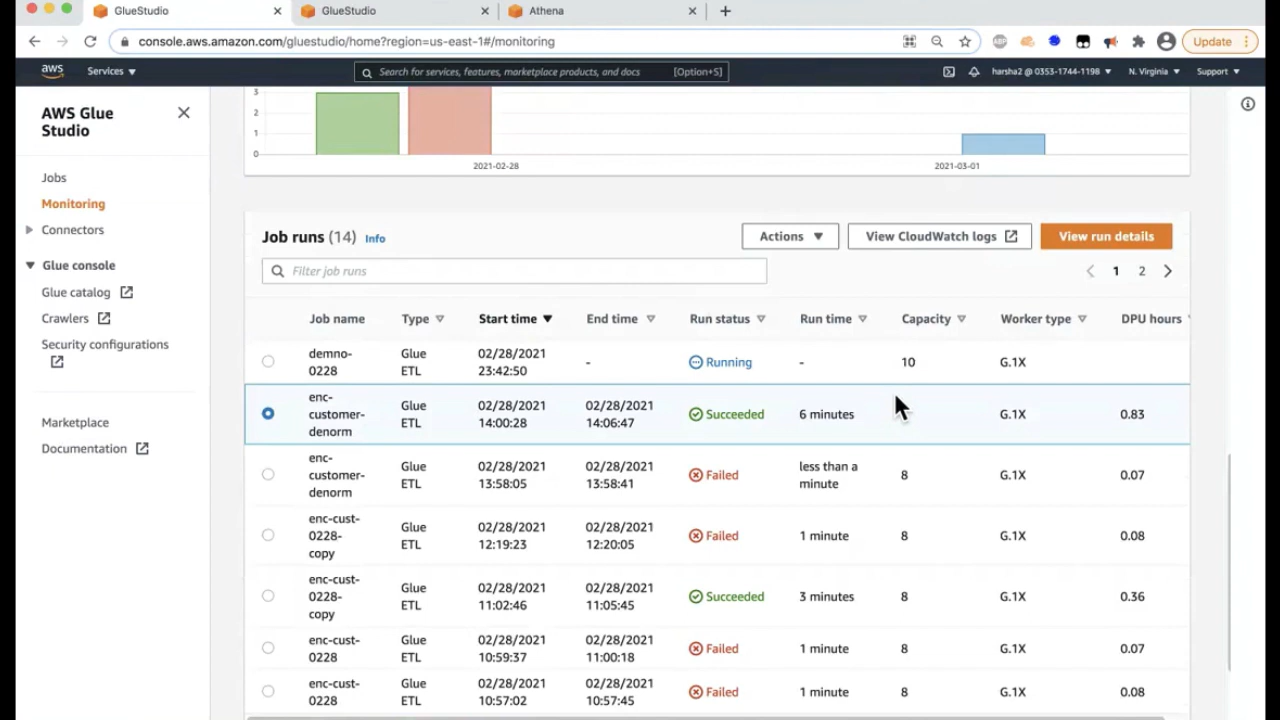 GlueStudio
GlueStudio
Athena
console.aws.amazon.com/gluestudio/home?region=us-east-1#/monitoring
ABP
Update
aws
Services
Search for services, features, marketplace products, and docs
[Option+S]
harsha2 @ 0353-1744-1198
N. Virginia
Support
AWS Glue
Studio
Jobs
Monitoring
Connectors
Glue console
Glue catalog
Crawlers
Security configurations
Marketplace
Documentation
3
2
1
0
2021-02-28
2021-03-01
Job runs (14) Info
Actions
View CloudWatch logs
View run details
Filter job runs
1 2
Job name Type Start time End time Run status Run time Capacity Worker type DPU hours
demno-
0228
Glue
ETL
02/28/2021
23:42:50
-
Running
-
10
G.1X
enc-
customer-
denorm
Glue
ETL
02/28/2021
14:00:28
02/28/2021
14:06:47
Succeeded
6 minutes
G.1X
0.83
enc-
customer-
denorm
Glue
ETL
02/28/2021
13:58:05
02/28/2021
13:58:41
Failed
less than a
minute
8
G.1X
0.07
enc-cust-
0228-
copy
Glue
ETL
02/28/2021
12:19:23
02/28/2021
12:20:05
Failed
1 minute
8
G.1X
0.08
enc-cust-
0228-
copy
Glue
ETL
02/28/2021
11:02:46
02/28/2021
11:05:45
Succeeded
3 minutes
8
G.1X
0.36
enc-cust-
0228
Glue
ETL
02/28/2021
10:59:37
02/28/2021
11:00:18
Failed
1 minute
8
G.1X
0.07
enc-cust-
0228
Glue
ETL
02/28/2021
10:57:02
02/28/2021
10:57:45
Failed
1 minute
8
G.1X
0.08